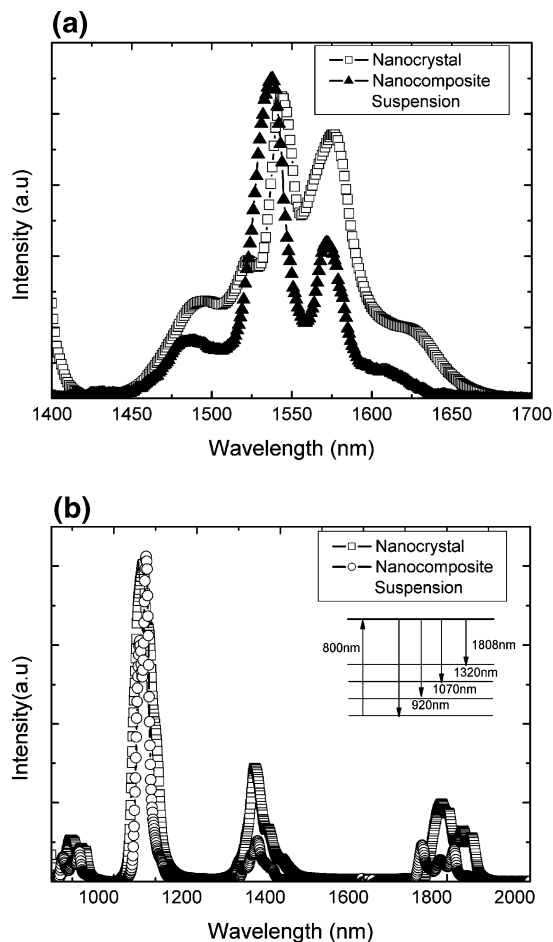 (a)
Nanocrystal
Nanocomposite
Suspension
Intensity (a.u)
1400 1450 1500 1550 1600 1650 1700
Wavelength (nm)
(b)
Nanocrystal
Nanocomposite
Suspension
800nm
1808nm
1320nm
1070nm
920nm
Intensity(a.u)
1000 1200 1400 1600 1800 2000
Wavelength (nm)